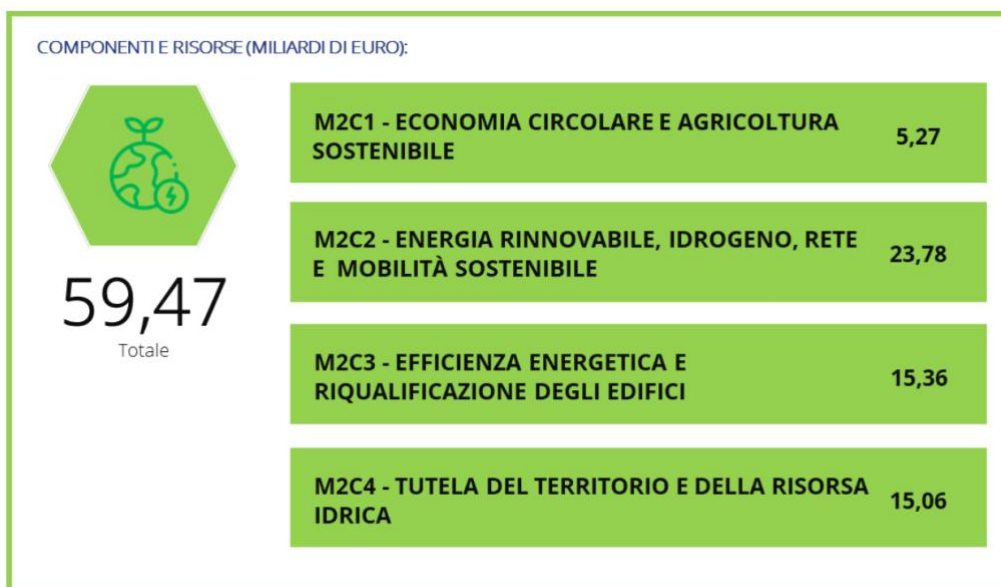 COMPONENTI E RISORSE (MILIARDI DI EURO):
59,47
Totale
M2C1 - ECONOMIA CIRCOLARE E AGRICOLTURA
SOSTENIBILE
5,27
M2C2 - ENERGIA RINNOVABILE, IDROGENO, RETE
E MOBILITÀ SOSTENIBILE
23,78
M2C3 - EFFICIENZA ENERGETICA E
RIQUALIFICAZIONE DEGLI EDIFICI
15,36
M2C4 - TUTELA DEL TERRITORIO E DELLA RISORSA
IDRICA
15,06